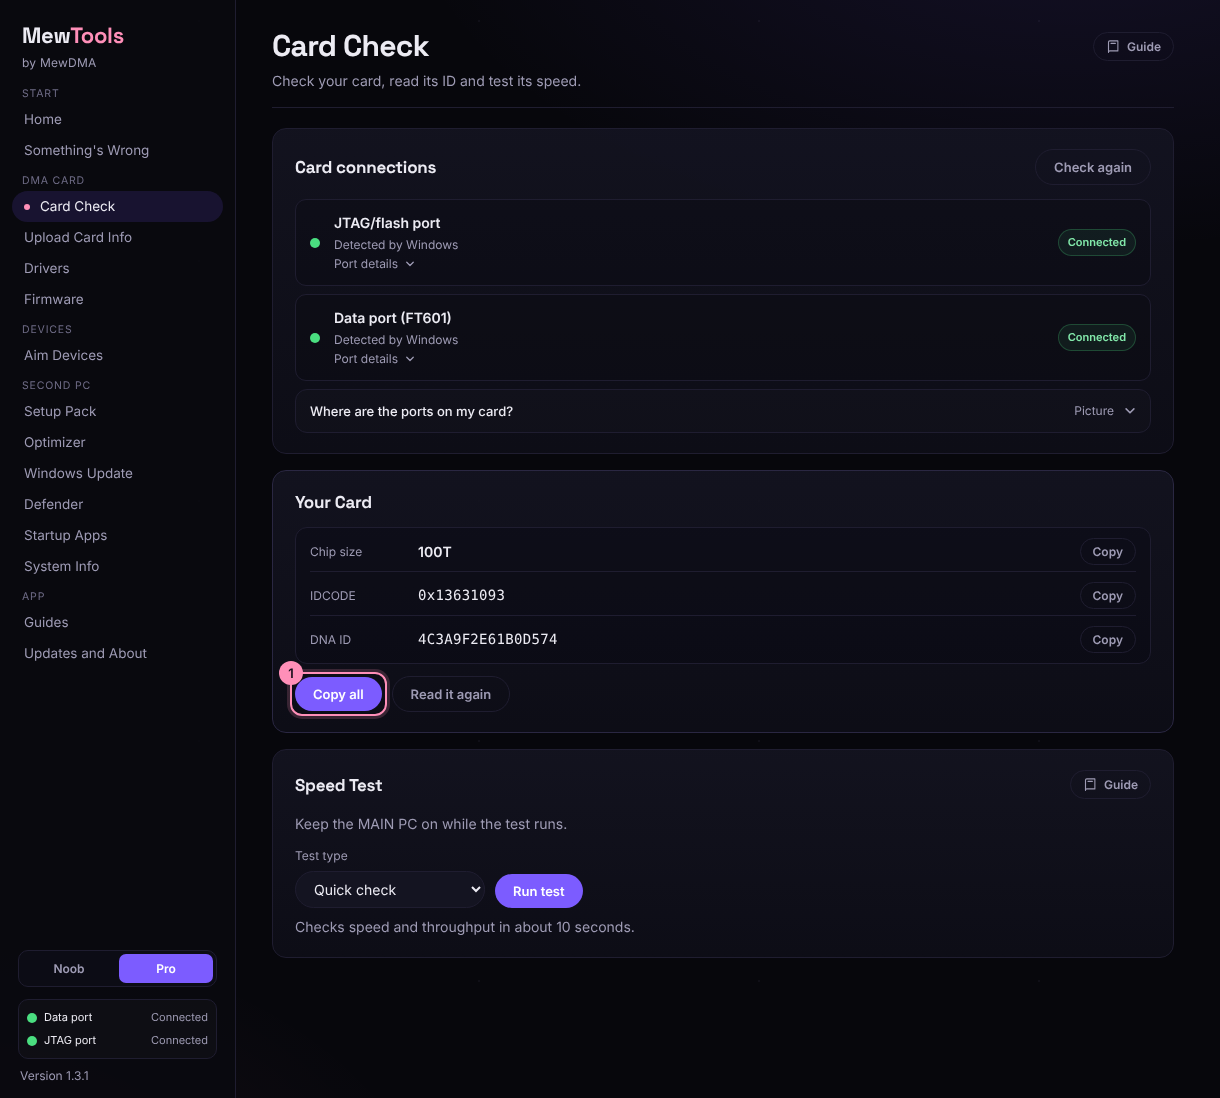 MewTools
by MewDMA
START
Home
Something's Wrong
DMA CARD
Card Check
Upload Card Info
Drivers
Firmware
DEVICES
Aim Devices
SECOND PC
Setup Pack
Optimizer
Windows Update
Defender
Startup Apps
System Info
APP
Guides
Updates and About
Noob Pro
Data port Connected
JTAG port Connected
Version 1.3.1
Card Check
Guide
Check your card, read its ID and test its speed.
Card connections
Check again
JTAG/flash port
Detected by Windows
Port details
Connected
Data port (FT601)
Detected by Windows
Port details
Connected
Where are the ports on my card? Picture
Your Card
Chip size 100T Copy
IDCODE 0x13631093 Copy
DNA ID 4C3A9F2E61B0D574 Copy
1
Copy all Read it again
Speed Test
Guide
Keep the MAIN PC on while the test runs.
Test type
Quick check Run test
Checks speed and throughput in about 10 seconds.